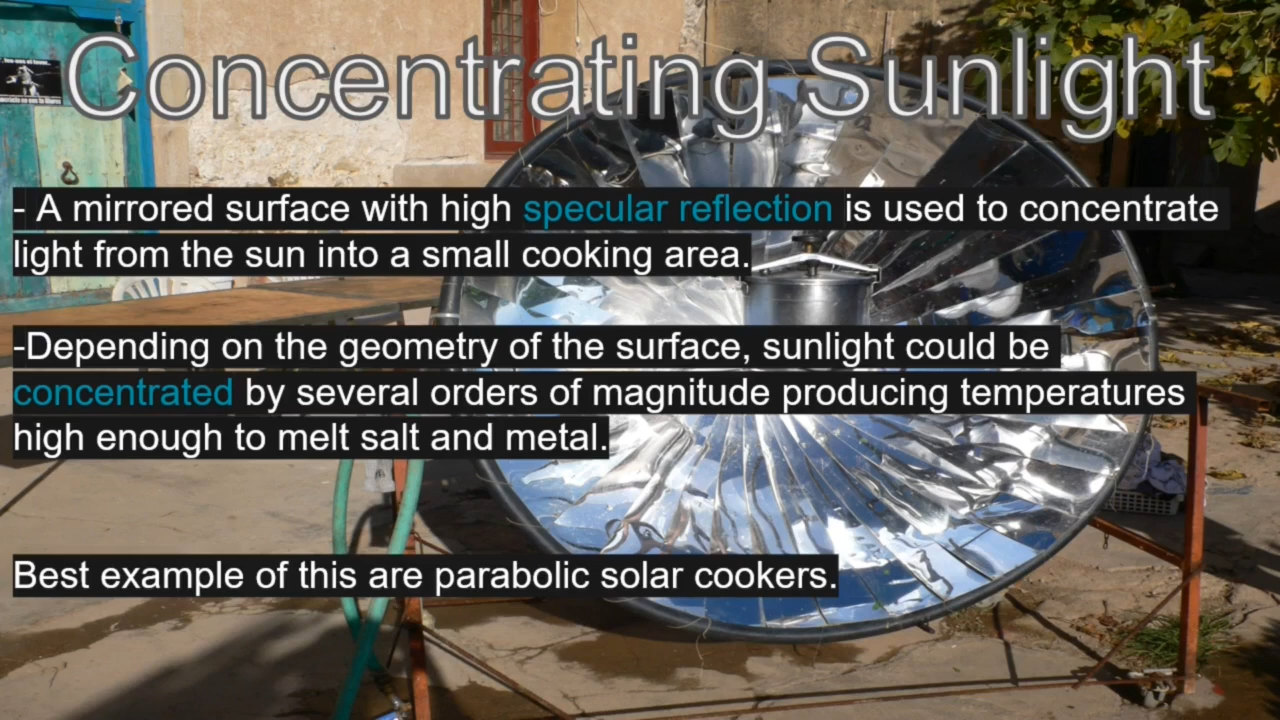 Concentrating Sunlight
- A mirrored surface with high specular reflection is used to concentrate
light from the sun into a small cooking area.
-Depending on the geometry of the surface, sunlight could be
concentrated by several orders of magnitude producing temperatures
high enough to melt salt and metal.
Best example of this are parabolic solar cookers.